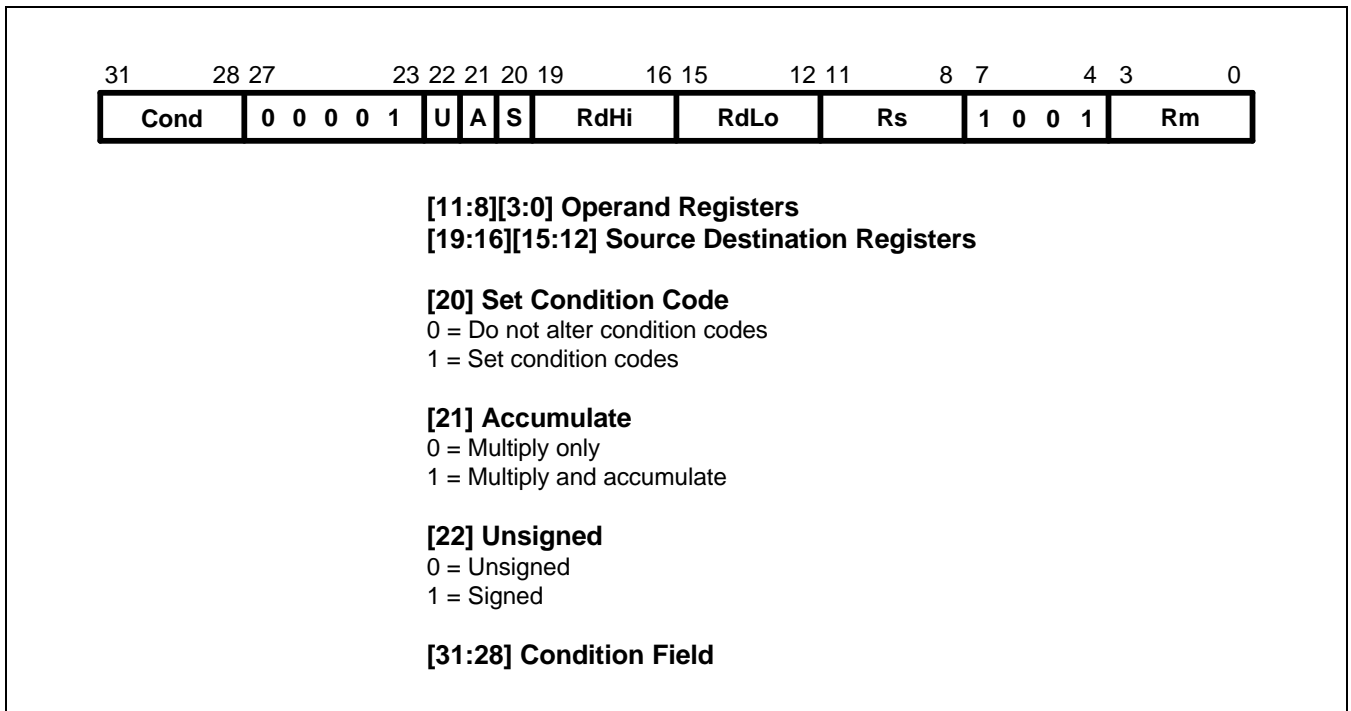 31 28 27 23 22 21 20 19 16 15 12 11 8 7 4 3 0
Cond 0 0 0 0 1 U A S RdHi RdLo Rs 1 0 0 1 Rm
[11:8][3:0] Operand Registers
[19:16][15:12] Source Destination Registers
[20] Set Condition Code
0 = Do not alter condition codes
1 = Set condition codes
[21] Accumulate
0 = Multiply only
1 = Multiply and accumulate
[22] Unsigned
0 = Unsigned
1 = Signed
[31:28] Condition Field